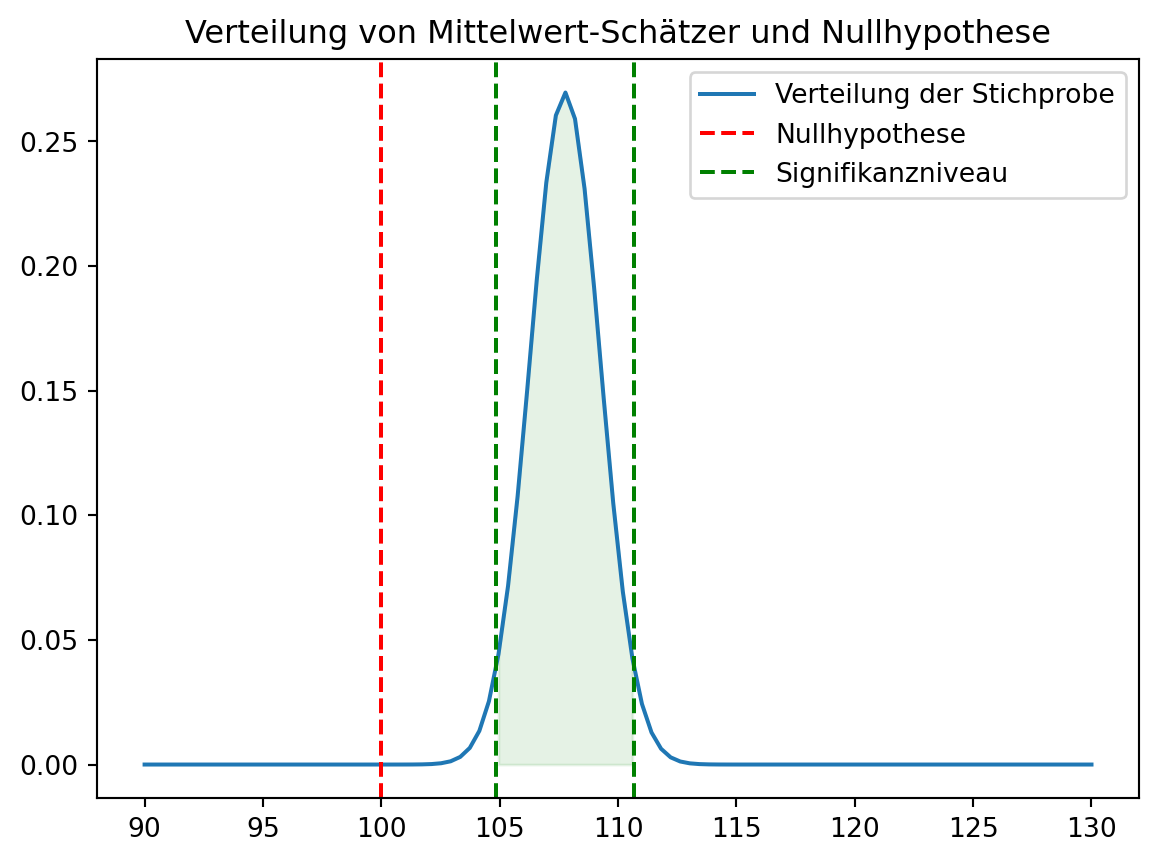 Verteilung von Mittelwert-Schätzer und Nullhypothese
Verteilung der Stichprobe
Nullhypothese
Signifikanzniveau
0.25
0.20
0.15
0.10
0.05
0.00
90 95 100 105 110 115 120 125 130